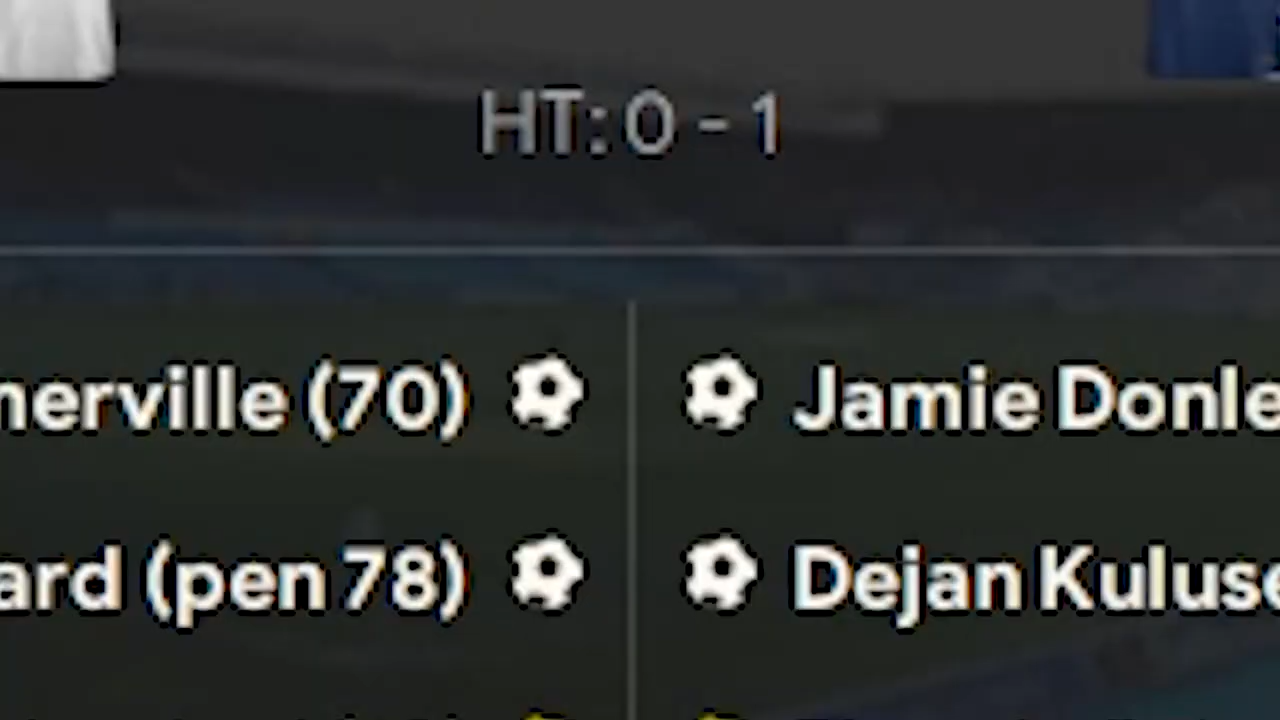 HT: 0 - 1
nerville (70) Jamie Donle
ard (pen 78) Dejan Kuluse